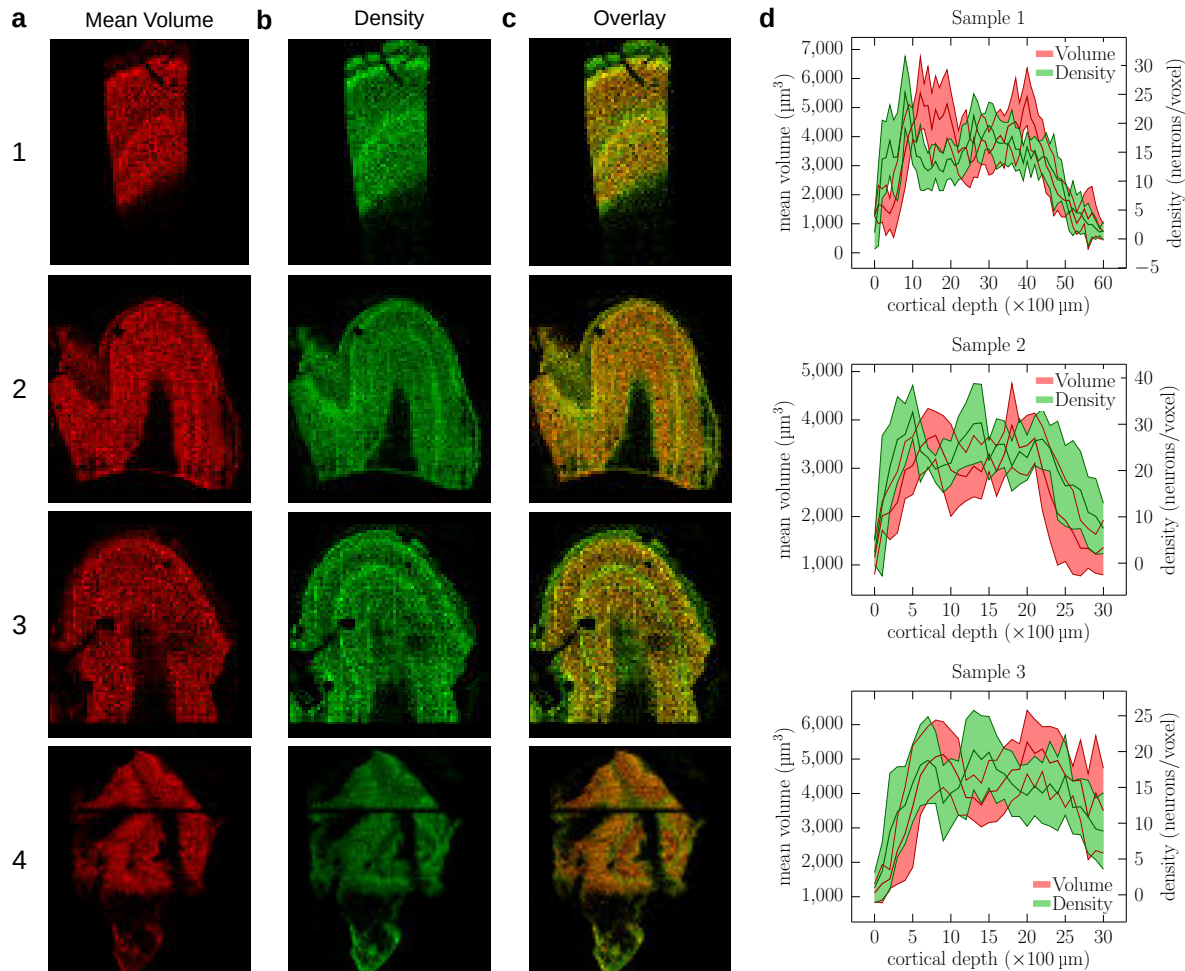 a Mean Volume b Density c Overlay d
1
2
3
4
Sample 1
7,000
6,000
5,000
4,000
3,000
2,000
1,000
0
mean volume (µm³)
Volume
Density
30
25
20
15
10
5
0
−5
density (neurons/voxel)
0 10 20 30 40 50 60
cortical depth (×100 µm)
Sample 2
5,000
4,000
3,000
2,000
1,000
mean volume (µm³)
Volume
Density
40
30
20
10
0
density (neurons/voxel)
0 5 10 15 20 25 30
cortical depth (×100 µm)
Sample 3
6,000
5,000
4,000
3,000
2,000
1,000
mean volume (µm³)
Volume
Density
25
20
15
10
5
0
density (neurons/voxel)
0 5 10 15 20 25 30
cortical depth (×100 µm)